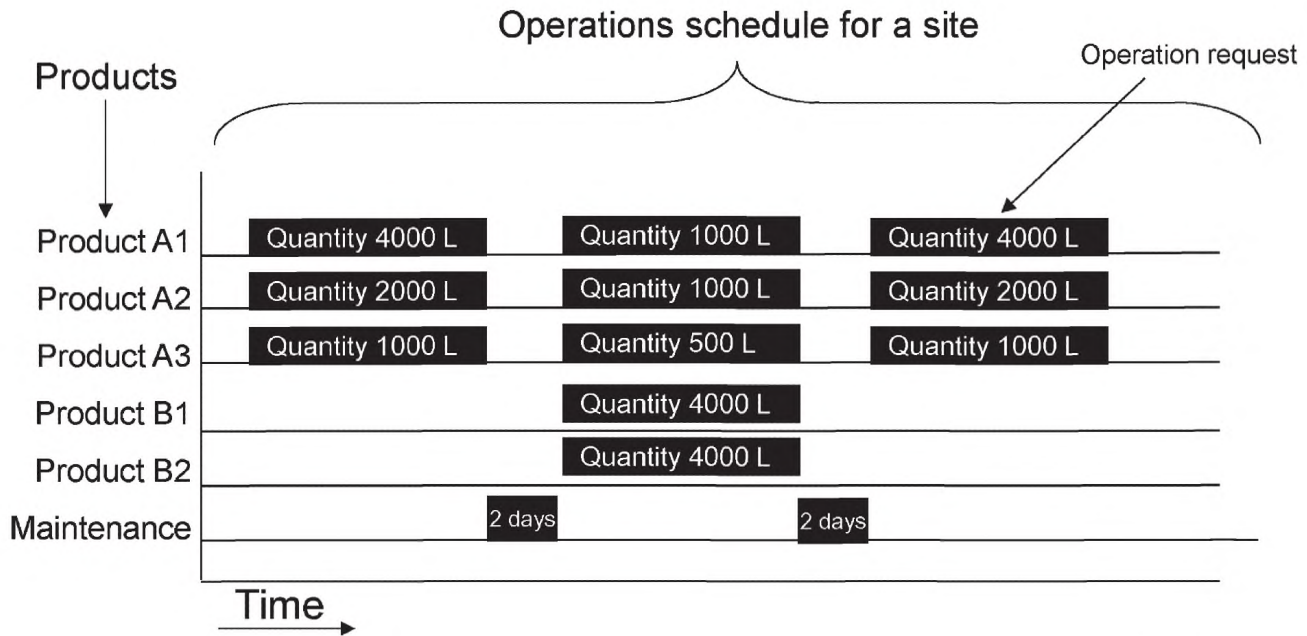 Operations schedule for a site
Operation request
Products
Product A1
Quantity 4000 L
Quantity 1000 L
Quantity 4000 L
Product A2
Quantity 2000 L
Quantity 1000 L
Quantity 2000 L
Product A3
Quantity 1000 L
Quantity 500 L
Quantity 1000 L
Product B1
Quantity 4000 L
Product B2
Quantity 4000 L
Maintenance
2 days
2 days
Time